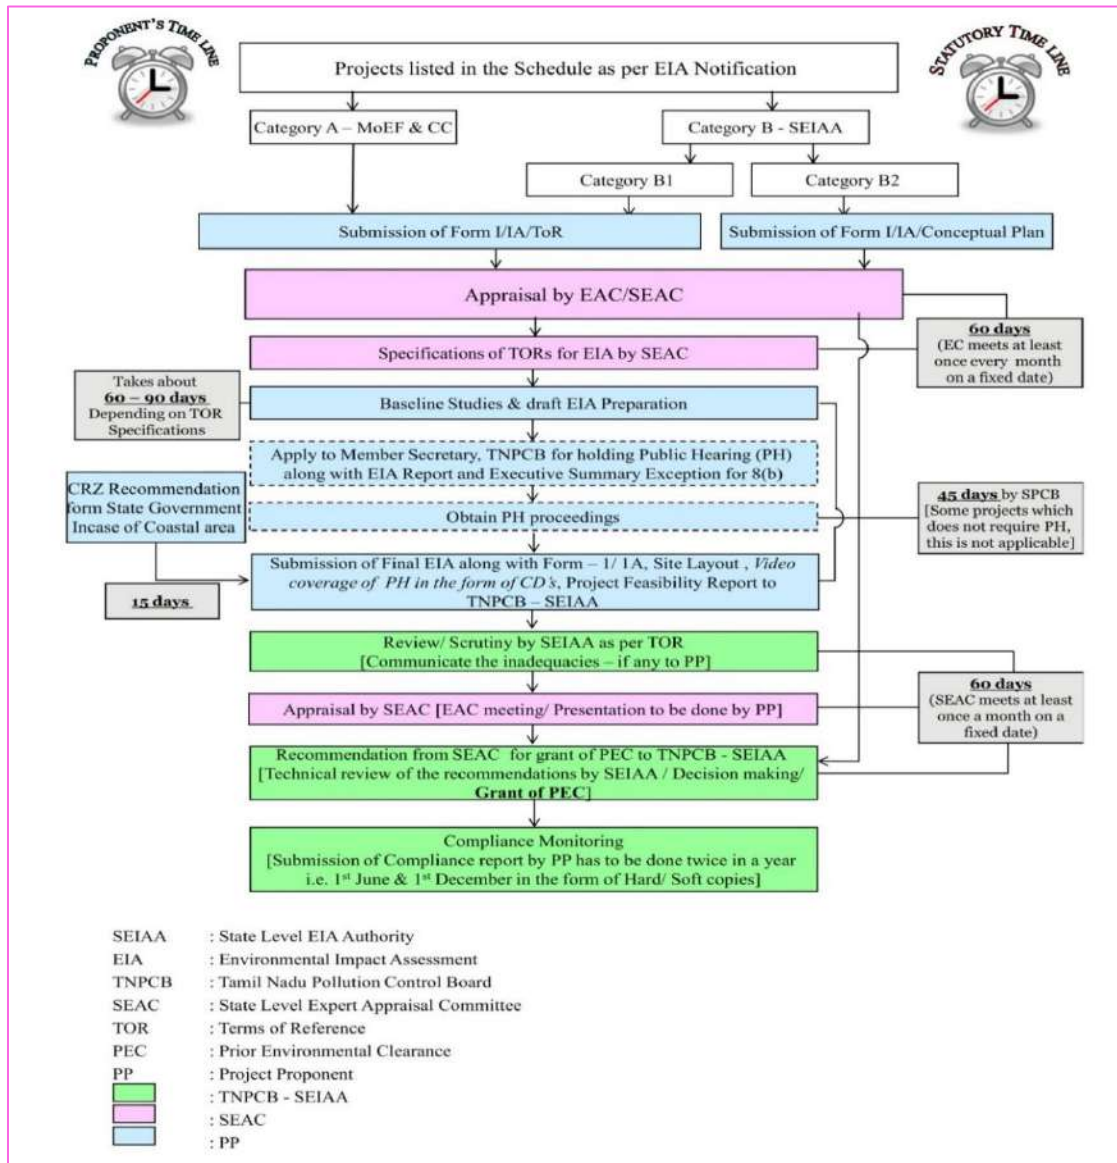 PROPONENT'S TIME LINE
STATUTORY TIME LINE
Projects listed in the Schedule as per EIA Notification
Category A – MoEF & CC
Category B - SEIAA
Category B1
Category B2
Submission of Form I/IA/ToR
Submission of Form I/IA/Conceptual Plan
Appraisal by EAC/SEAC
60 days
(EC meets at least
once every month
on a fixed date)
Specifications of TORs for EIA by SEAC
Takes about
60 – 90 days
Depending on TOR
Specifications
Baseline Studies & draft EIA Preparation
Apply to Member Secretary, TNPCB for holding Public Hearing (PH)
along with EIA Report and Executive Summary Exception for 8(b)
CRZ Recommendation
form State Government
Incase of Coastal area
Obtain PH proceedings
45 days by SPCB
[Some projects which
does not require PH,
this is not applicable]
Submission of Final EIA along with Form – 1/ 1A, Site Layout , Video
coverage of PH in the form of CD's, Project Feasibility Report to
TNPCB – SEIAA
15 days
Review/ Scrutiny by SEIAA as per TOR
[Communicate the inadequacies – if any to PP]
60 days
(SEAC meets at least
once a month on a
fixed date)
Appraisal by SEAC [EAC meeting/ Presentation to be done by PP]
Recommendation from SEAC for grant of PEC to TNPCB - SEIAA
[Technical review of the recommendations by SEIAA / Decision making/
Grant of PEC]
Compliance Monitoring
[Submission of Compliance report by PP has to be done twice in a year
i.e. 1st June & 1st December in the form of Hard/ Soft copies]
SEIAA : State Level EIA Authority
EIA : Environmental Impact Assessment
TNPCB : Tamil Nadu Pollution Control Board
SEAC : State Level Expert Appraisal Committee
TOR : Terms of Reference
PEC : Prior Environmental Clearance
PP : Project Proponent
: TNPCB - SEIAA
: SEAC
: PP